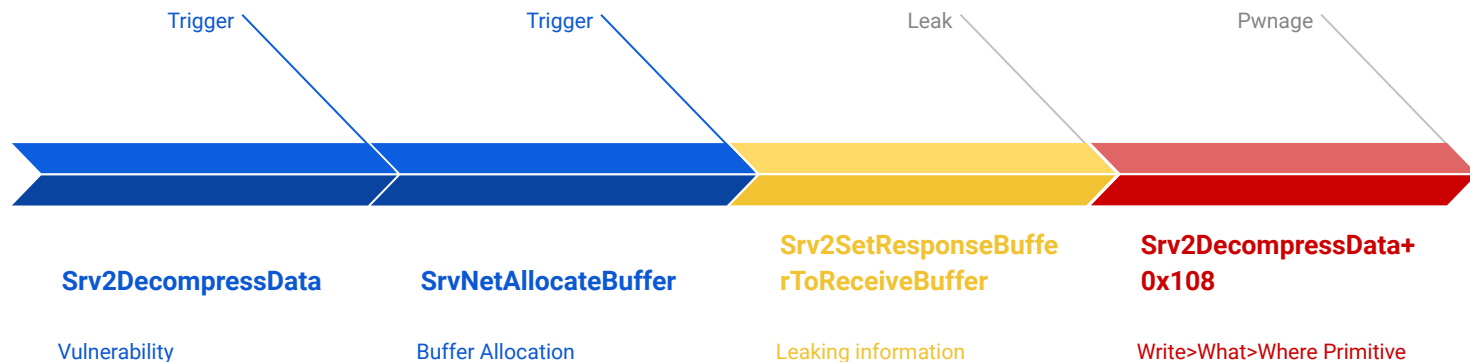 Trigger
Trigger
Leak
Pwnage
Srv2DecompressData
SrvNetAllocateBuffer
Srv2SetResponseBuffe
rToReceiveBuffer
Srv2DecompressData+
0x108
Vulnerability
Buffer Allocation
Leaking information
Write>What>Where Primitive